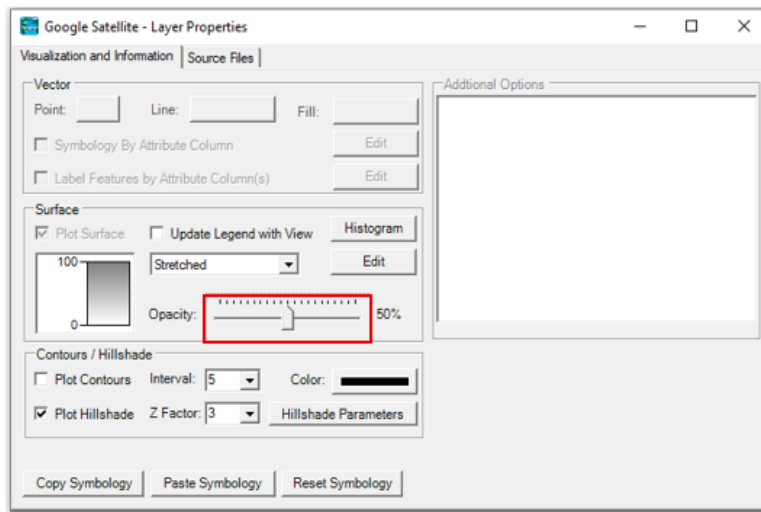 Google Satellite - Layer Properties
Visualization and Information
Source Files
Vector
Addtional Options
Point:
Line:
Fill:
Symbology By Attribute Column
Edit
Label Features by Attribute Column(s)
Edit
Surface
Plot Surface
Update Legend with View
Histogram
100
0
Stretched
Edit
Opacity:
50%
Contours / Hillshade
Plot Contours
Interval:
5
Color:
Plot Hillshade
Z Factor:
3
Hillshade Parameters
Copy Symbology
Paste Symbology
Reset Symbology